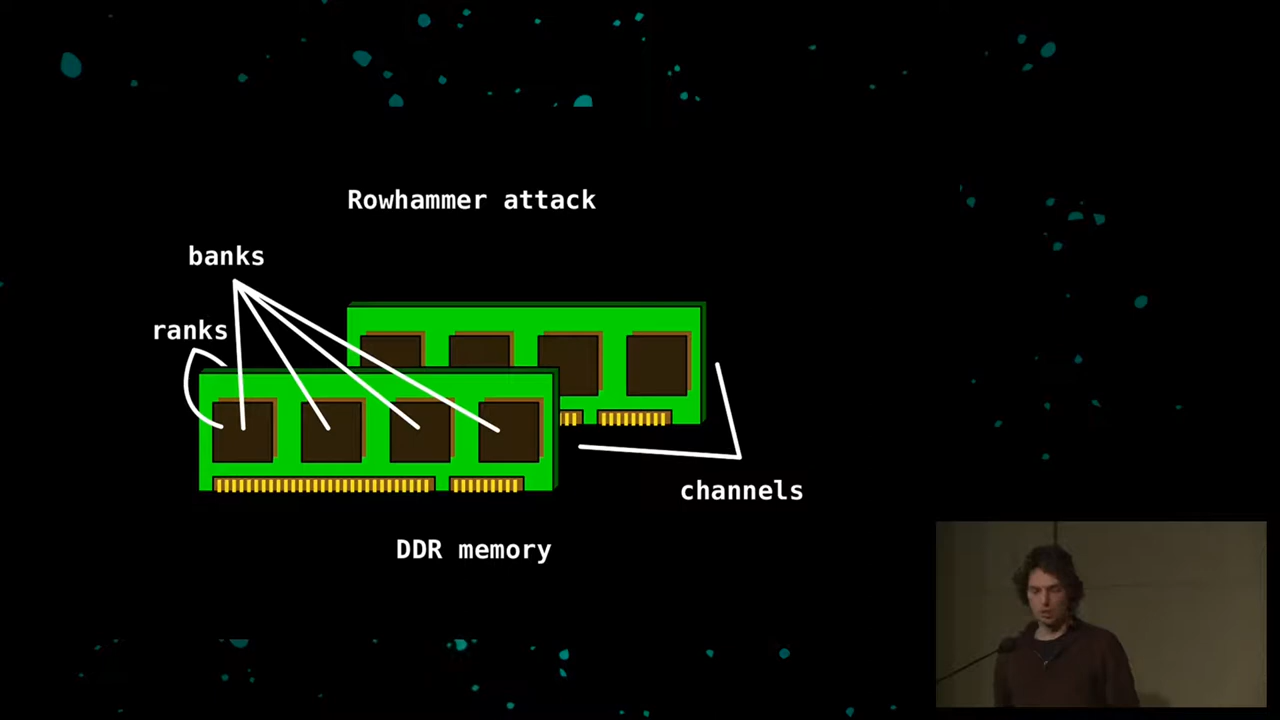 Rowhammer attack
banks
ranks
channels
DDR memory